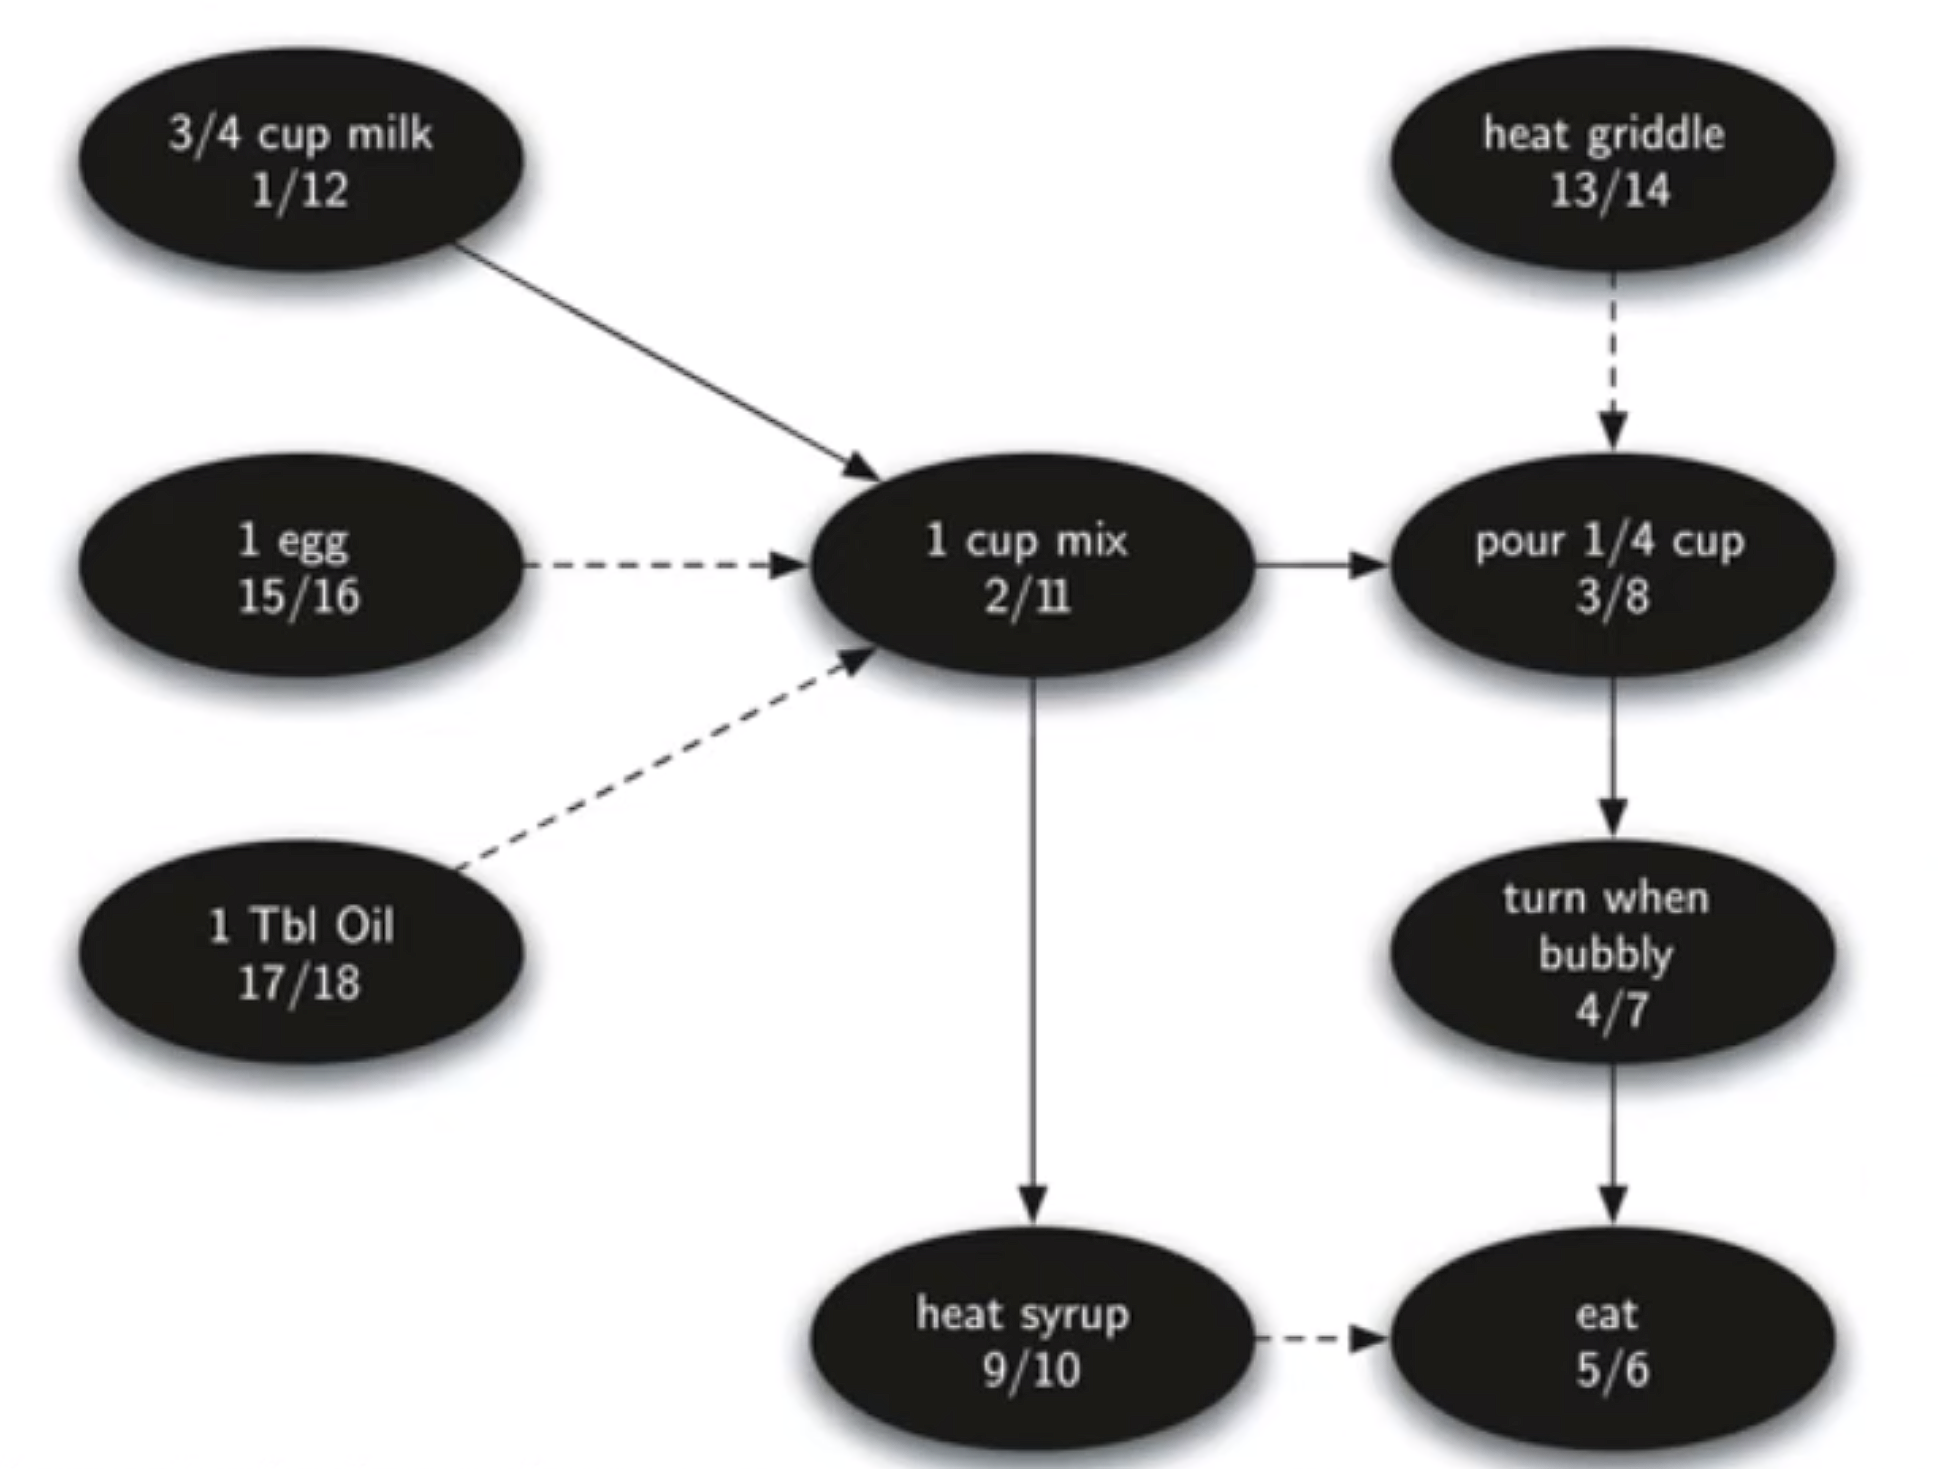 3/4 cup milk
1/12
heat griddle
13/14
1 egg
15/16
1 cup mix
2/11
pour 1/4 cup
3/8
1 Tbl Oil
17/18
turn when
bubbly
4/7
heat syrup
9/10
eat
5/6